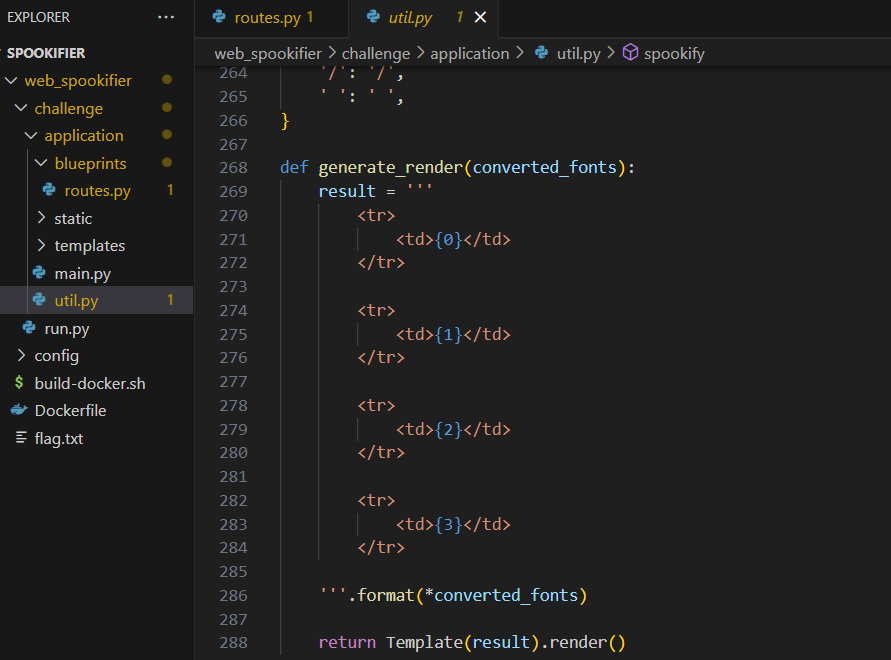 EXPLORER ...
SPOOKIFIER
web_spookifier
challenge
application
blueprints
routes.py 1
static
templates
main.py
util.py 1
run.py
config
build-docker.sh
Dockerfile
flag.txt
routes.py 1 util.py 1
web_spookifier > challenge > application > util.py > spookify
264 '/': '/',
265 ' ': ' ',
266 }
267
268 def generate_render(converted_fonts):
269 result = '''
270 <tr>
271 <td>{0}</td>
272 </tr>
273
274 <tr>
275 <td>{1}</td>
276 </tr>
277
278 <tr>
279 <td>{2}</td>
280 </tr>
281
282 <tr>
283 <td>{3}</td>
284 </tr>
285
286 '''.format(*converted_fonts)
287
288 return Template(result).render()